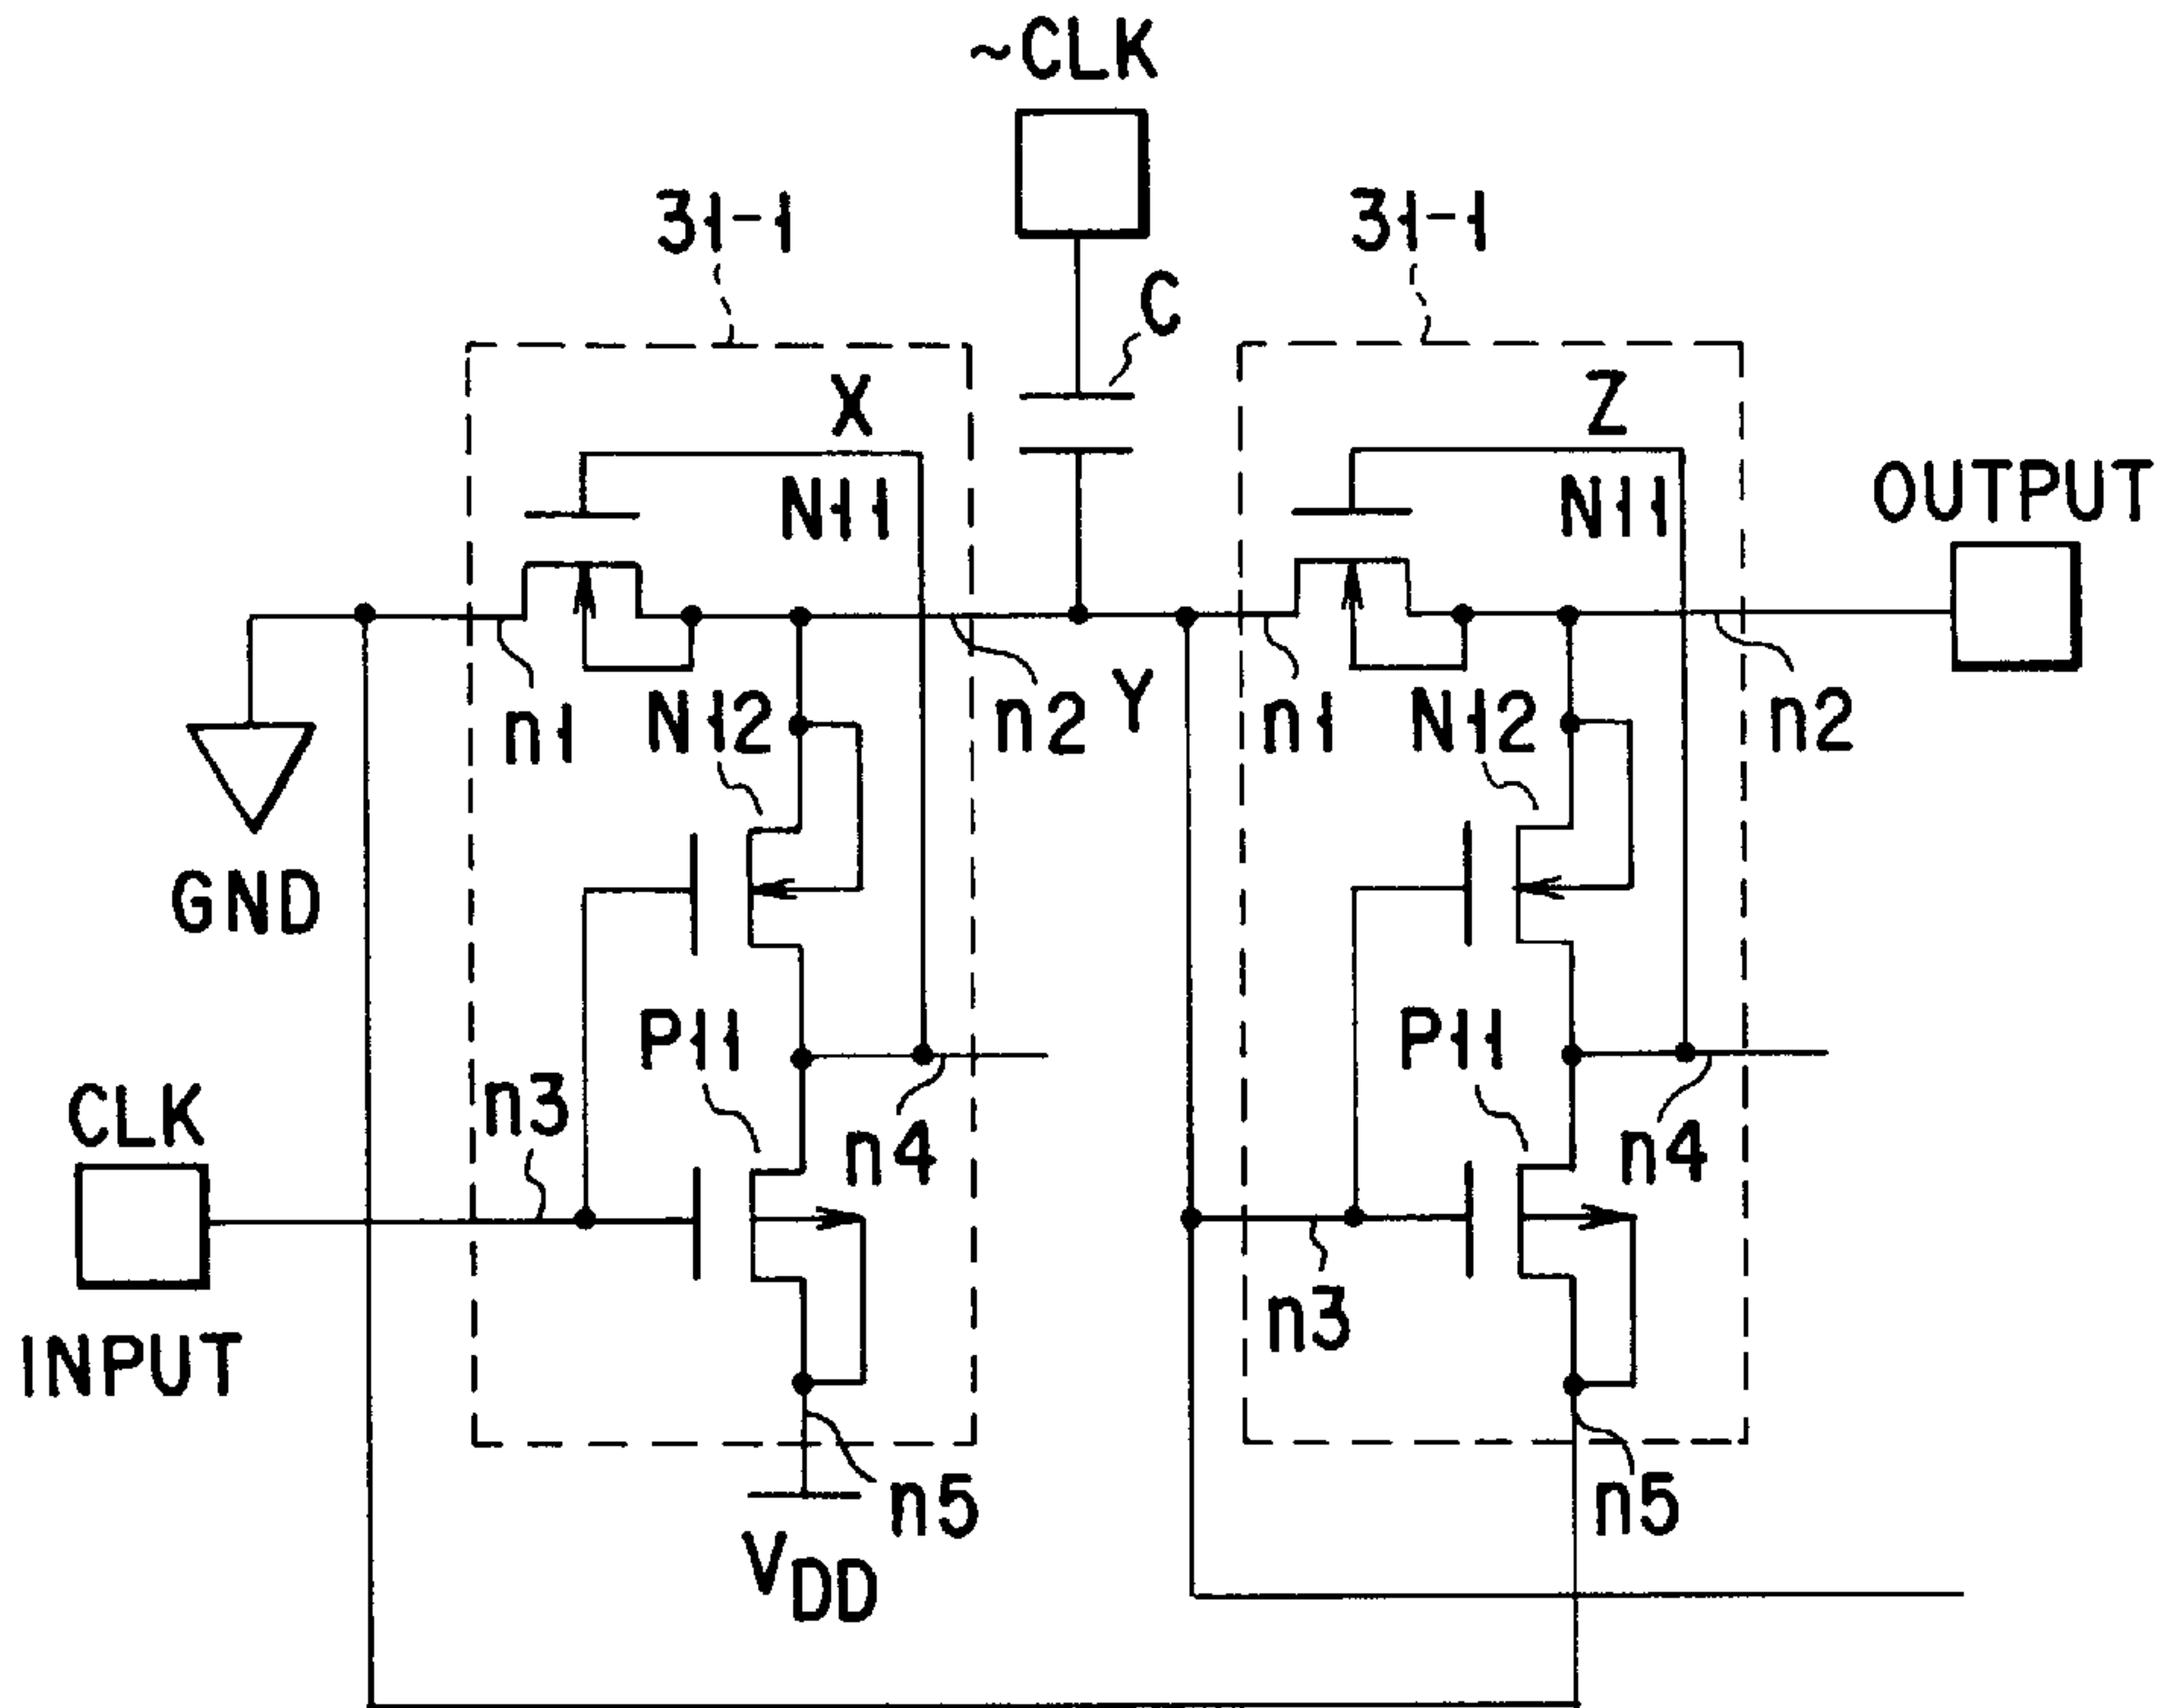 ~CLK
31-1
31-1
C
X
Z
N11
N11
OUTPUT
n1
N12
n2
Y
n1
N12
n2
GND
P11
P11
CLK
n3
n4
n4
INPUT
n3
n5
n5
VDD